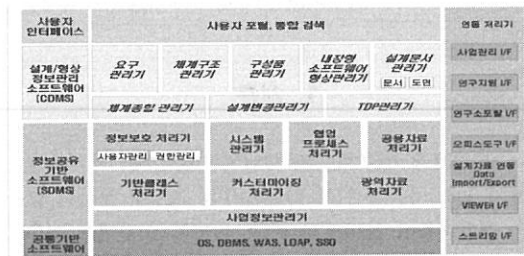 사용자
인터페이스
사용자 포털, 통합 검색
설계/형상
정보관리
소프트웨어
(CDMS)
요구
관리기
체계구조
관리기
구성품
관리기
내장형
소프트웨어
형상관리기
설계문서
관리기
문서 도면
체계종합 관리기
설계변경관리기
TDP관리기
정보공유
기반
소프트웨어
(SDMS)
정보보호 처리기
사용자관리 권한관리
시스템
관리기
협업
프로세스
처리기
공용자료
처리기
기반클래스
처리기
커스터마이징
처리기
광역자료
처리기
사업정보관리기
공통기반
소프트웨어
OS, DBMS, WAS, LDAP, SSO
연동 처리기
사업관리 I/F
연구지원 I/F
연구소포탈 I/F
오피스도구 I/F
설계자료 연동
Data
Import/Export
VIEWER I/F
스트리밍 I/F